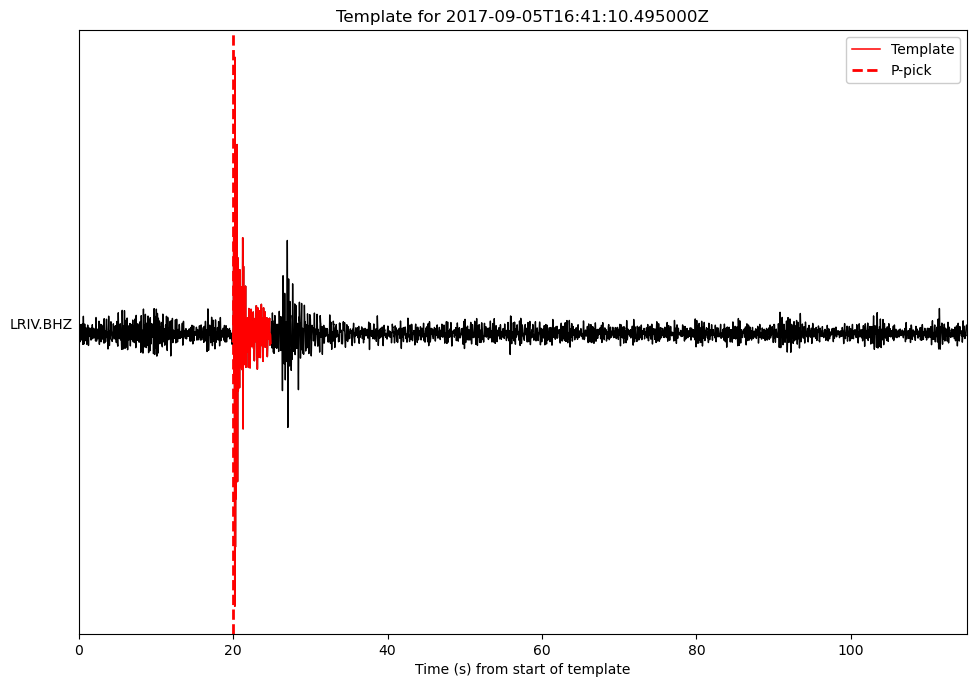 Template for 2017-09-05T16:41:10.495000Z
Template
P-pick
LRIV.BHZ
0 20 40 60 80 100
Time (s) from start of template